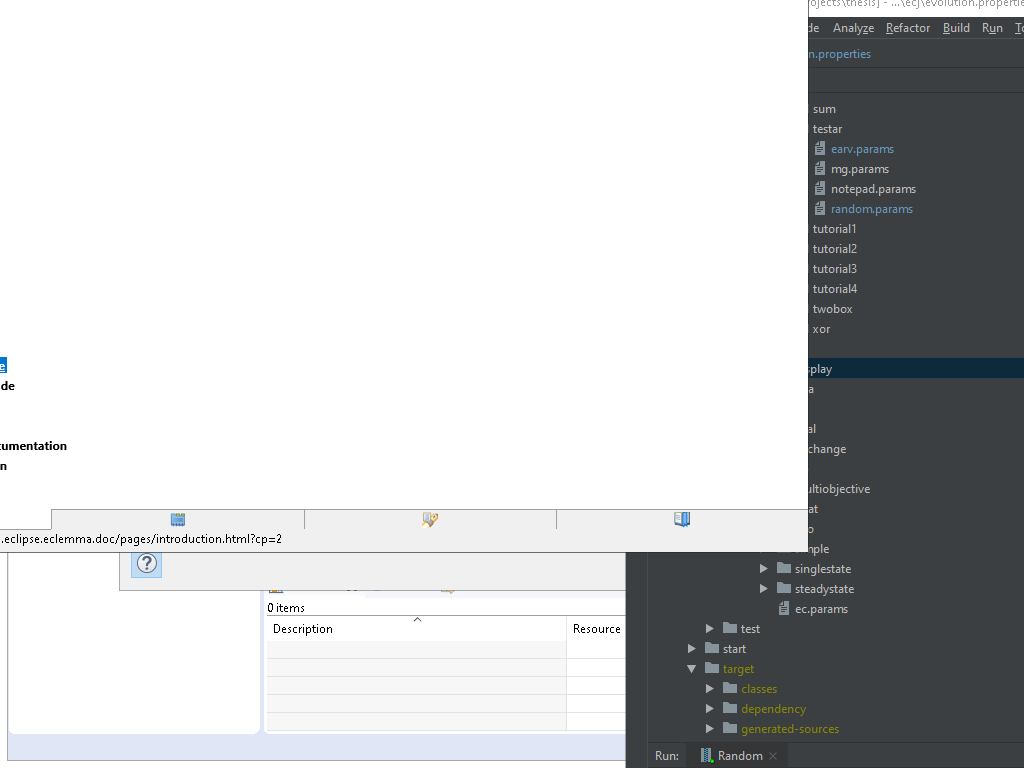 rojects\thesis] - ...\ecj\evolution.propertie
de Analyze Refactor Build Run To
n.properties
sum
testar
earv.params
mg.params
notepad.params
random.params
tutorial1
tutorial2
tutorial3
tutorial4
twobox
xor
splay
a
al
change
ultiobjective
at
o
mple
singlestate
steadystate
ec.params
test
start
target
classes
dependency
generated-sources
Run: Random
e
de
cumentation
n
.eclipse.eclemma.doc/pages/introduction.html?cp=2
0 items
Description Resource